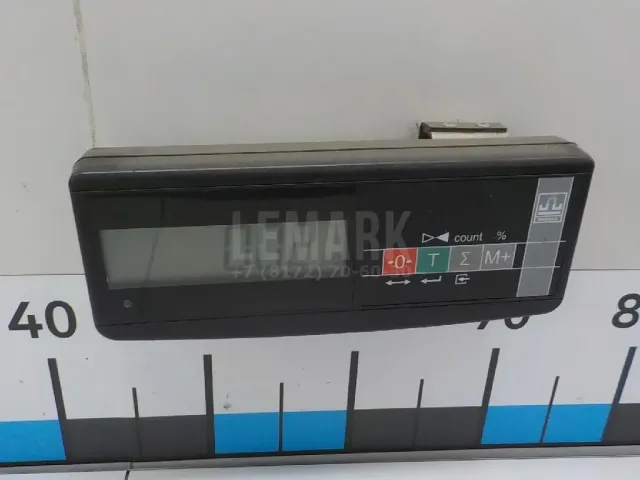 LEMARK
+7 (8172) 70-60
count %
-0- T Σ M+
40 70 8